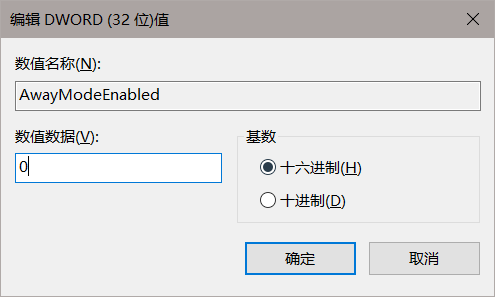 编辑 DWORD (32 位)值
数值名称(N):
AwayModeEnabled
数值数据(V):
0
基数
十六进制(H)
十进制(D)
确定
取消